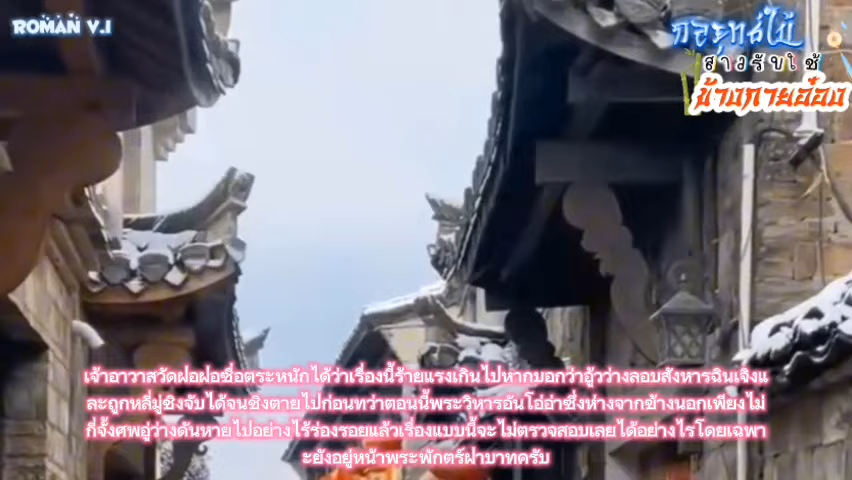 ROMAN V.I
กอดทศไป๋
สาวรับใช้
ข้างกายอ๋อง
เจ้าอาวาสวัดฝอฝอซื่อตระหนักได้ว่าเรื่องนี้ร้ายแรงเกินไปหากบอกว่าอู้วว่างลอบสังหารฉินเจิงแ
ละถูกหลี่มู่ชิงจับได้จนชิงตายไปก่อนทว่าตอนนี้พระวิหารอันโอ่อ่าซึ่งห่างจากข้างนอกเพียงไม่
กี่จั้งศพอู่ว่างดันหายไปอย่างไร้ร่องรอยแล้วเรื่องแบบนี้จะไม่ตรวจสอบเลยได้อย่างไรโดยเฉพา
ะยังอยู่หน้าพระพักตร์ฝ่าบาทครับ